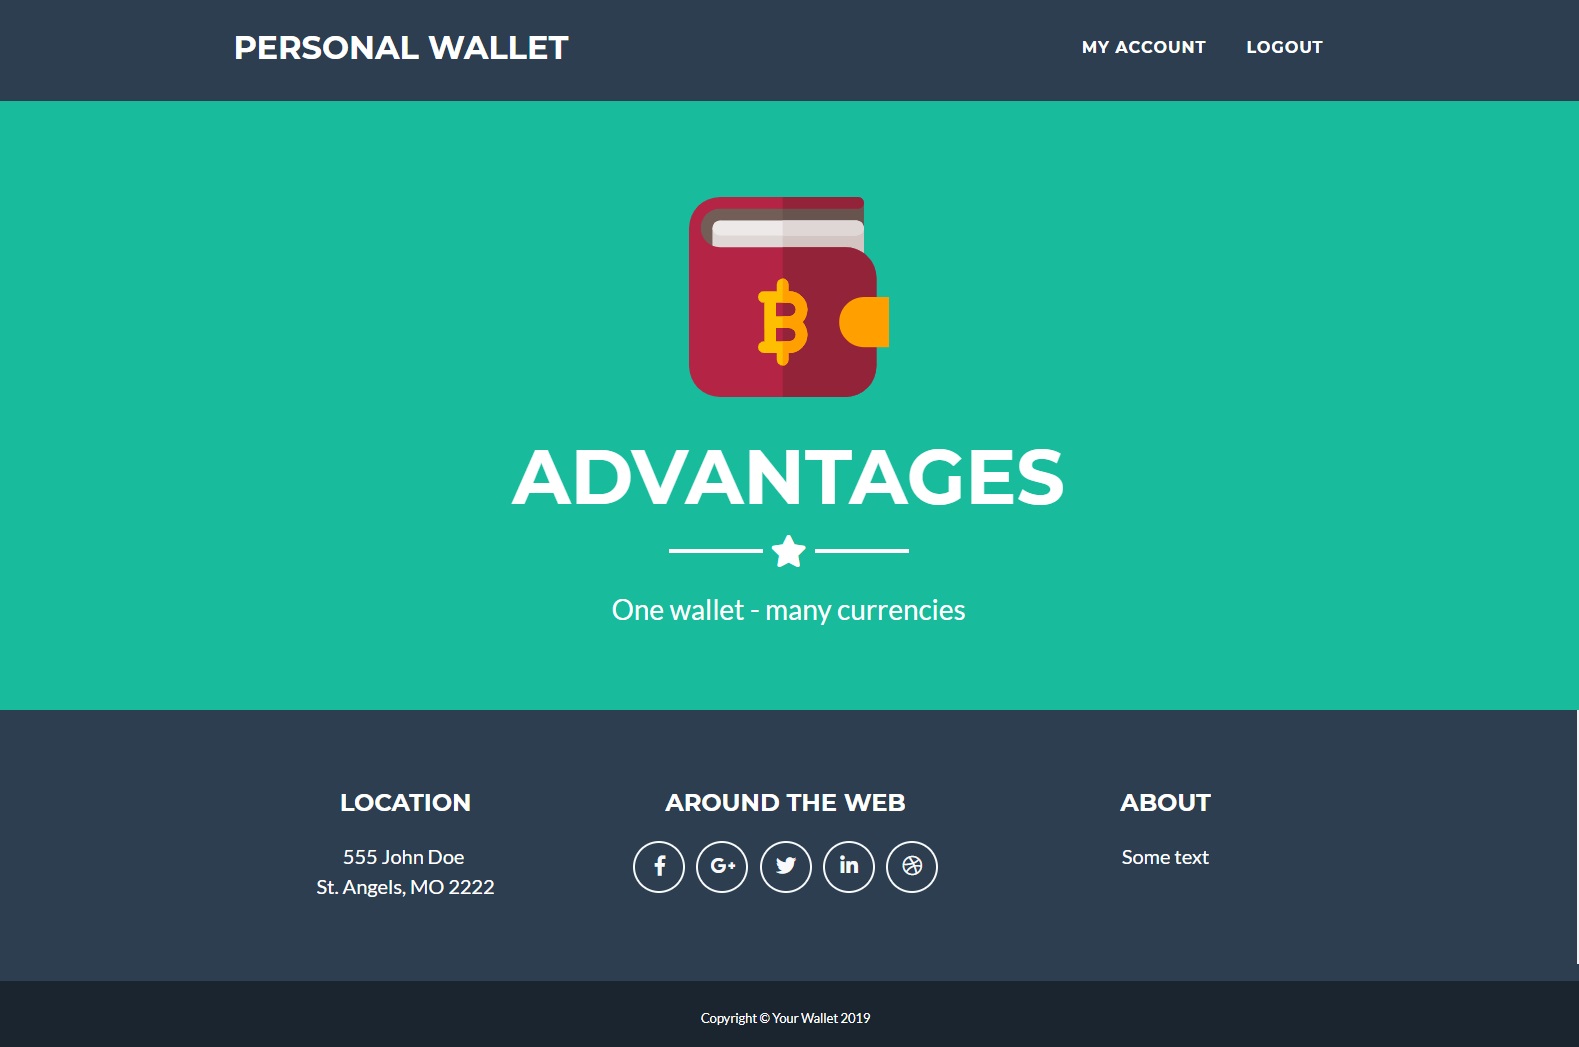 PERSONAL WALLET
MY ACCOUNT
LOGOUT
ADVANTAGES
One wallet - many currencies
LOCATION
555 John Doe
St. Angels, MO 2222
AROUND THE WEB
f G+ in
ABOUT
Some text
Copyright © Your Wallet 2019